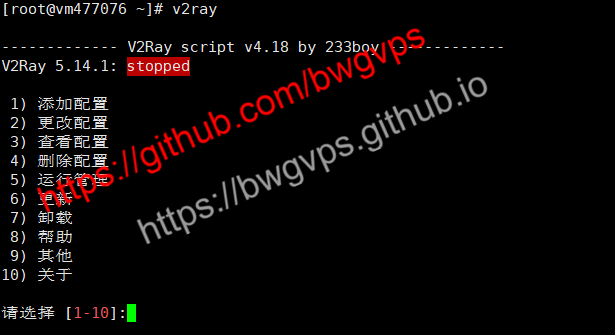 [root@vm477076 ~]# v2ray
------------- V2Ray script v4.18 by 233boy -------------
V2Ray 5.14.1: stopped
1) 添加配置
2) 更改配置
3) 查看配置
4) 删除配置
5) 运行管理
6) 更新
7) 卸载
8) 帮助
9) 其他
10) 关于
请选择 [1-10]:
https://github.com/bwgvps
https://bwgvps.github.io